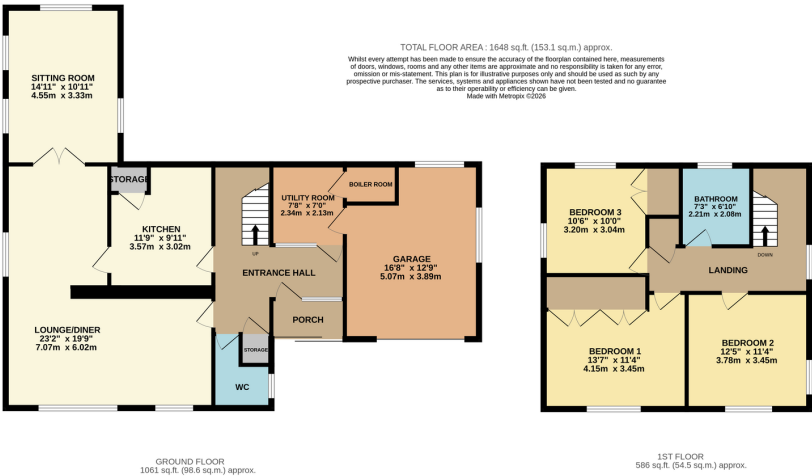 TOTAL FLOOR AREA : 1648 sq.ft. (153.1 sq.m.) approx.
Whilst every attempt has been made to ensure the accuracy of the floorplan contained here, measurements
of doors, windows, rooms and any other items are approximate and no responsibility is taken for any error,
omission or mis-statement. This plan is for illustrative purposes only and should be used as such by any
prospective purchaser. The services, systems and appliances shown have not been tested and no guarantee
as to their operability or efficiency can be given.
Made with Metropix ©2026
SITTING ROOM
14'11" x 10'11"
4.55m x 3.33m
STORAGE
KITCHEN
11'9" x 9'11"
3.57m x 3.02m
UTILITY ROOM
7'8" x 7'0"
2.34m x 2.13m
BOILER ROOM
UP
ENTRANCE HALL
GARAGE
16'8" x 12'9"
5.07m x 3.89m
PORCH
LOUNGE/DINER
23'2" x 19'9"
7.07m x 6.02m
STORAGE
WC
GROUND FLOOR
1061 sq.ft. (98.6 sq.m.) approx.
BEDROOM 3
10'6" x 10'0"
3.20m x 3.04m
BATHROOM
7'3" x 6'10"
2.21m x 2.08m
DOWN
LANDING
BEDROOM 1
13'7" x 11'4"
4.15m x 3.45m
BEDROOM 2
12'5" x 11'4"
3.78m x 3.45m
1ST FLOOR
586 sq.ft. (54.5 sq.m.) approx.